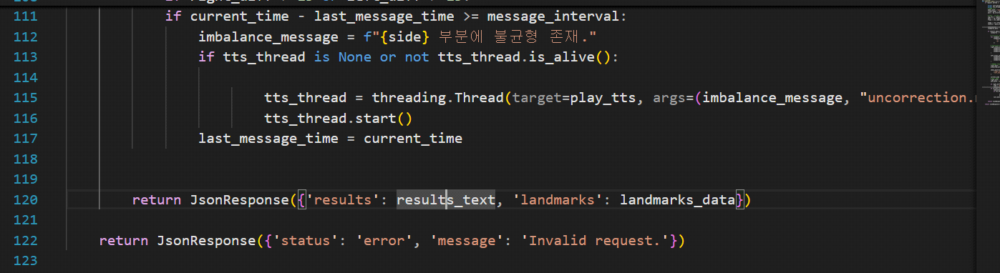 111 if current_time - last_message_time >= message_interval:
112 imbalance_message = f"{side} 부분에 불균형 존재."
113 if tts_thread is None or not tts_thread.is_alive():
114
115 tts_thread = threading.Thread(target=play_tts, args=(imbalance_message, "uncorrection.
116 tts_thread.start()
117 last_message_time = current_time
118
119
120 return JsonResponse({'results': results_text, 'landmarks': landmarks_data})
121
122 return JsonResponse({'status': 'error', 'message': 'Invalid request.'})
123